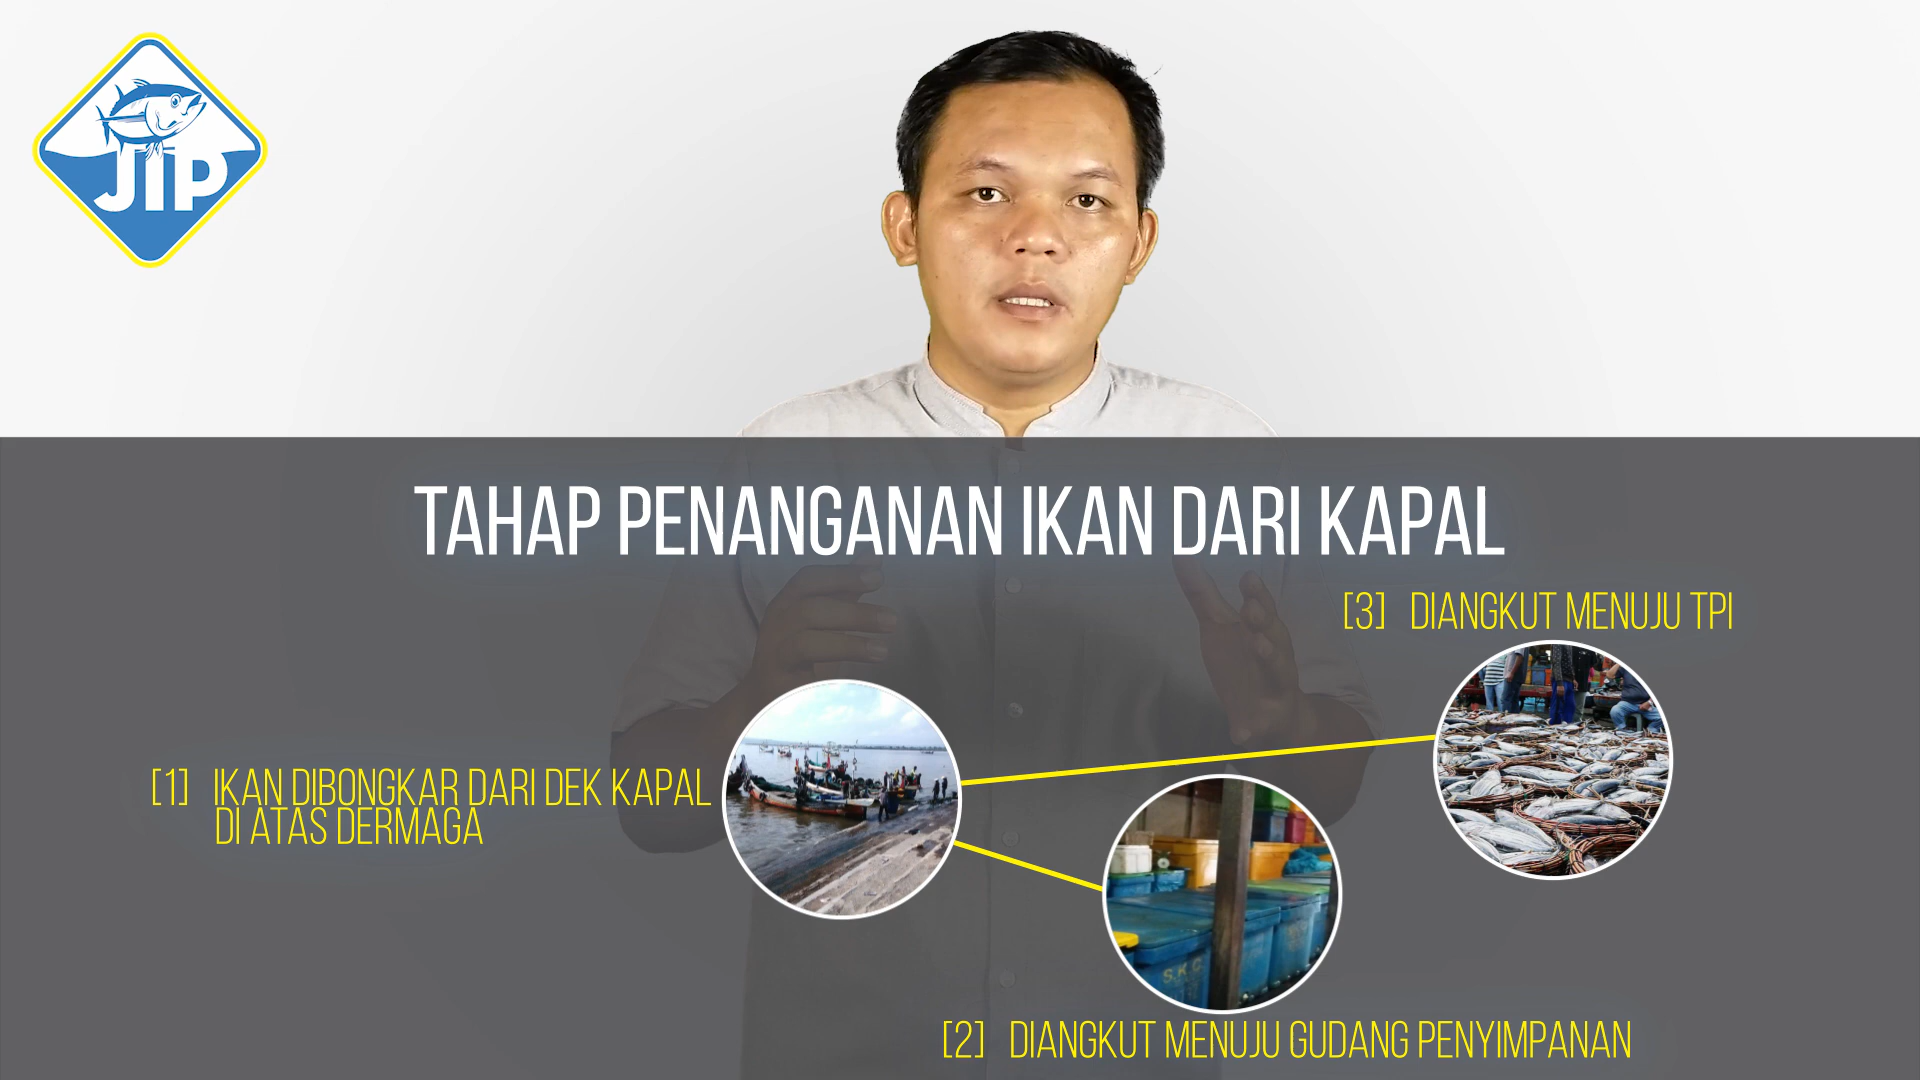 JIP
TAHAP PENANGANAN IKAN DARI KAPAL
[3] DIANGKUT MENUJU TPI
[1] IKAN DIBONGKAR DARI DEK KAPAL
DI ATAS DERMAGA
S.K.G
[2] DIANGKUT MENUJU GUDANG PENYIMPANAN